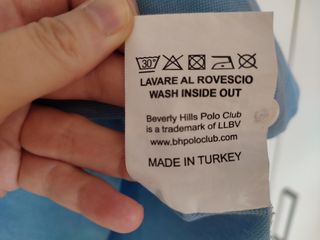 30°
LAVARE AL ROVESCIO
WASH INSIDE OUT
Beverly Hills Polo Club
is a trademark of LLBV
www.bhpoloclub.com
MADE IN TURKEY